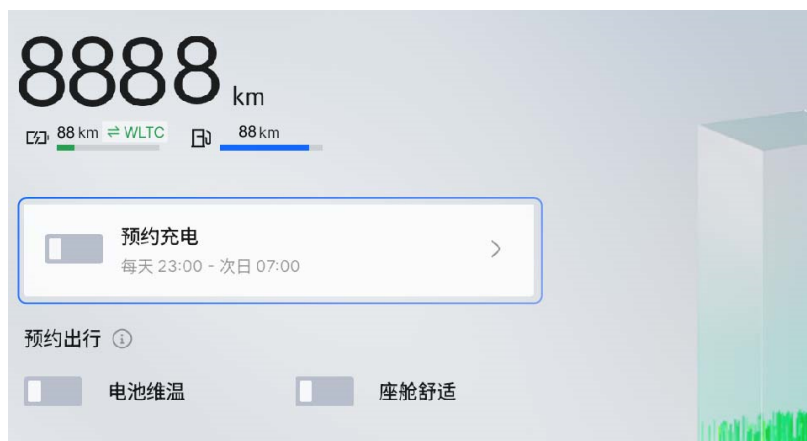 8888 km
88 km ⇌ WLTC 88 km
预约充电
每天 23:00 - 次日 07:00
预约出行
电池维温 座舱舒适